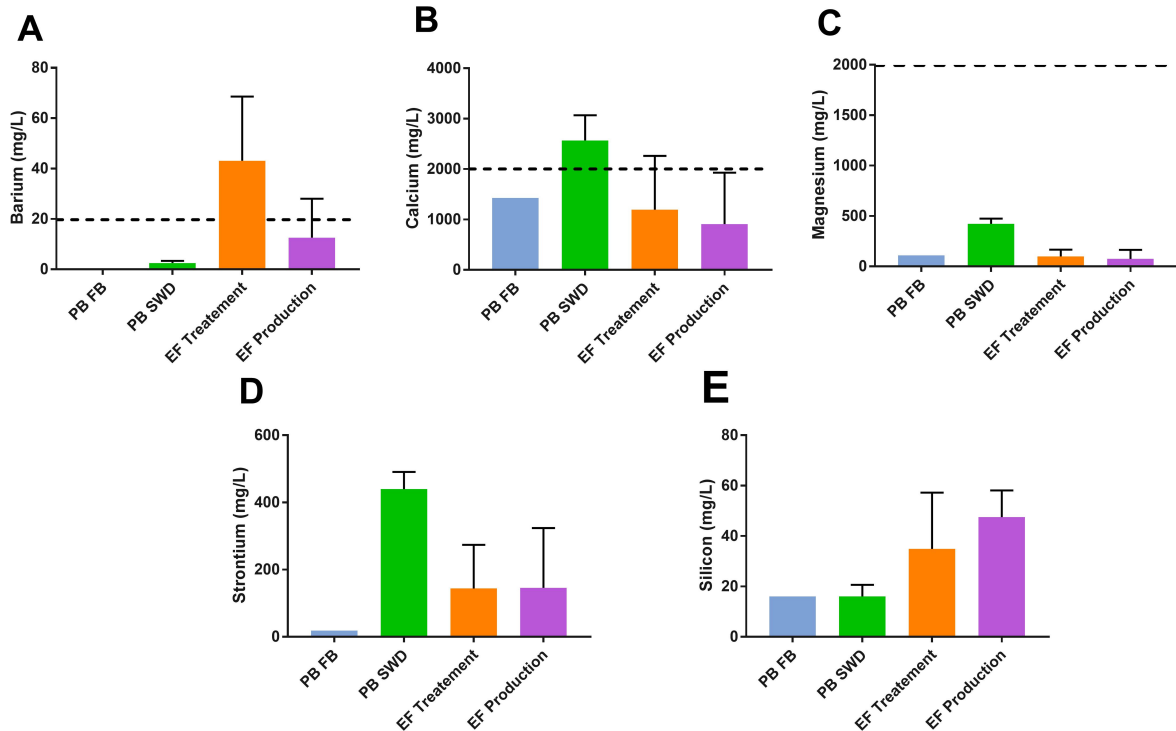 A
Barium (mg/L)
80
60
40
20
0
PB FB
PB SWD
EF Treatement
EF Production
B
Calcium (mg/L)
4000
3000
2000
1000
0
PB FB
PB SWD
EF Treatement
EF Production
C
Magnesium (mg/L)
2000
1500
1000
500
0
PB FB
PB SWD
EF Treatement
EF Production
D
Strontium (mg/L)
600
400
200
0
PB FB
PB SWD
EF Treatement
EF Production
E
Silicon (mg/L)
80
60
40
20
0
PB FB
PB SWD
EF Treatement
EF Production